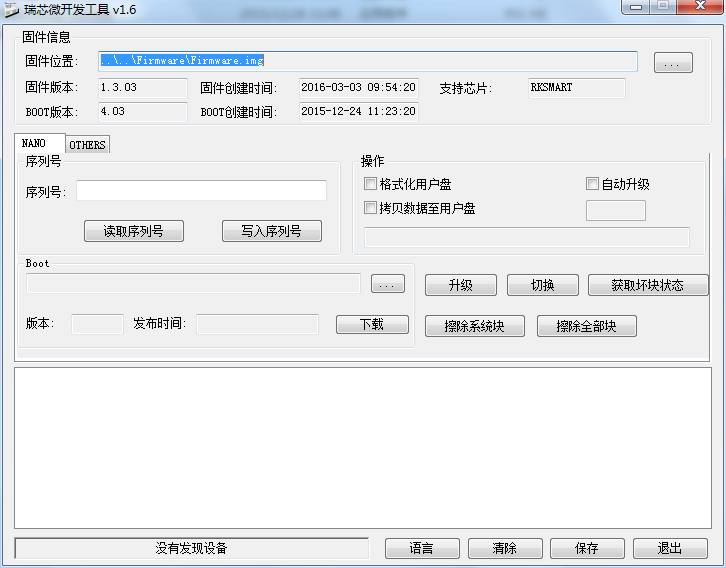 瑞芯微开发工具 v1.6
固件信息
固件位置: ..\..\Firmware\Firmware.img ...
固件版本: 1.3.03 固件创建时间: 2016-03-03 09:54:20 支持芯片: RKSMART
BOOT版本: 4.03 BOOT创建时间: 2015-12-24 11:23:20
NANO OTHERS
序列号 操作
格式化用户盘 自动升级
序列号:
拷贝数据至用户盘
读取序列号 写入序列号
Boot
... 升级 切换 获取坏块状态
版本: 发布时间: 下载 擦除系统块 擦除全部块
没有发现设备 语言 清除 保存 退出